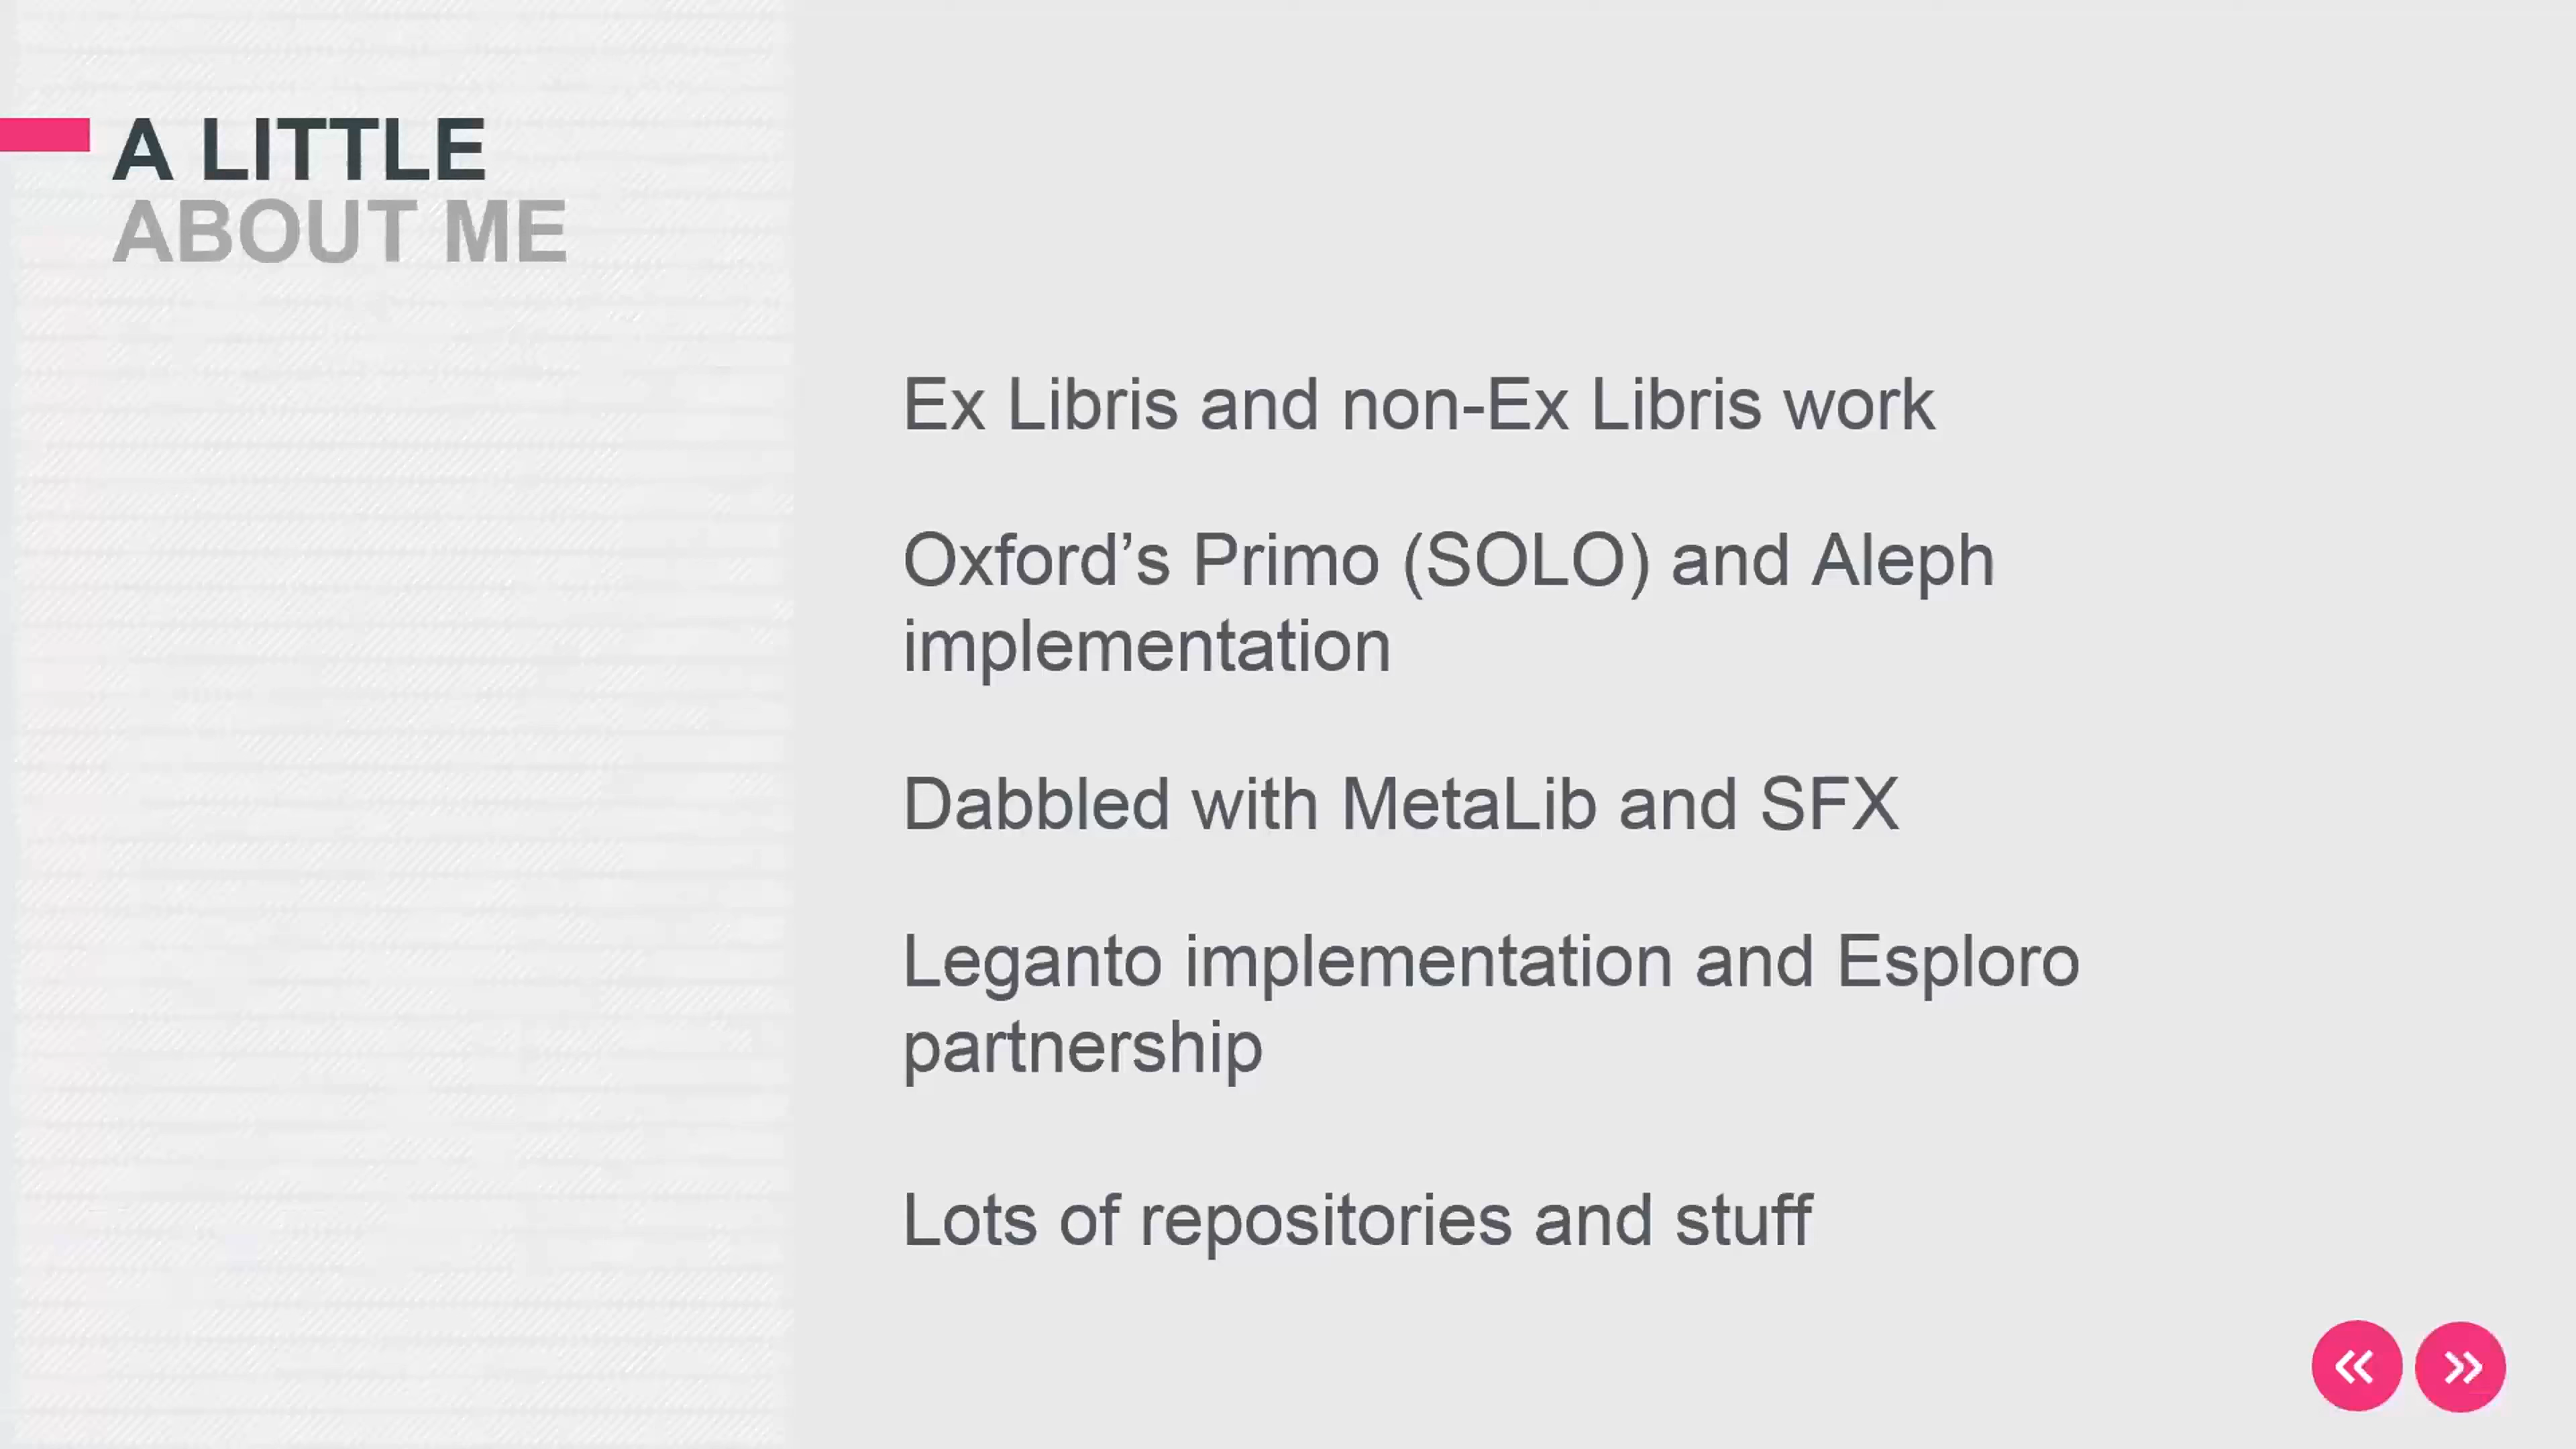 A LITTLE
ABOUT ME
Ex Libris and non-Ex Libris work
Oxford’s Primo (SOLO) and Aleph
implementation
Dabbled with MetaLib and SFX
Leganto implementation and Esploro
partnership
Lots of repositories and stuff